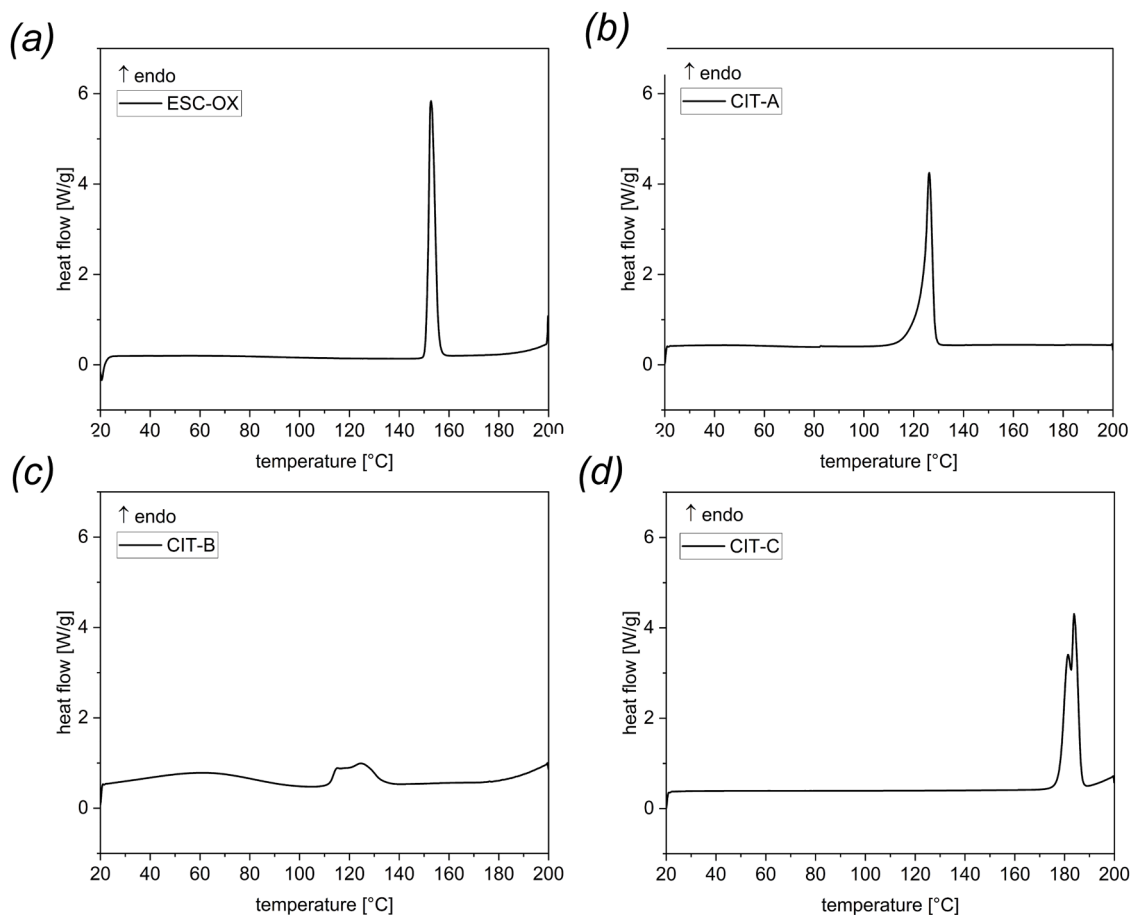 (a)
↑ endo
ESC-OX
heat flow [W/g]
6
4
2
0
20 40 60 80 100 120 140 160 180 200
temperature [°C]
(b)
↑ endo
CIT-A
heat flow [W/g]
6
4
2
0
20 40 60 80 100 120 140 160 180 200
temperature [°C]
(c)
↑ endo
CIT-B
heat flow [W/g]
6
4
2
0
20 40 60 80 100 120 140 160 180 200
temperature [°C]
(d)
↑ endo
CIT-C
heat flow [W/g]
6
4
2
0
20 40 60 80 100 120 140 160 180 200
temperature [°C]